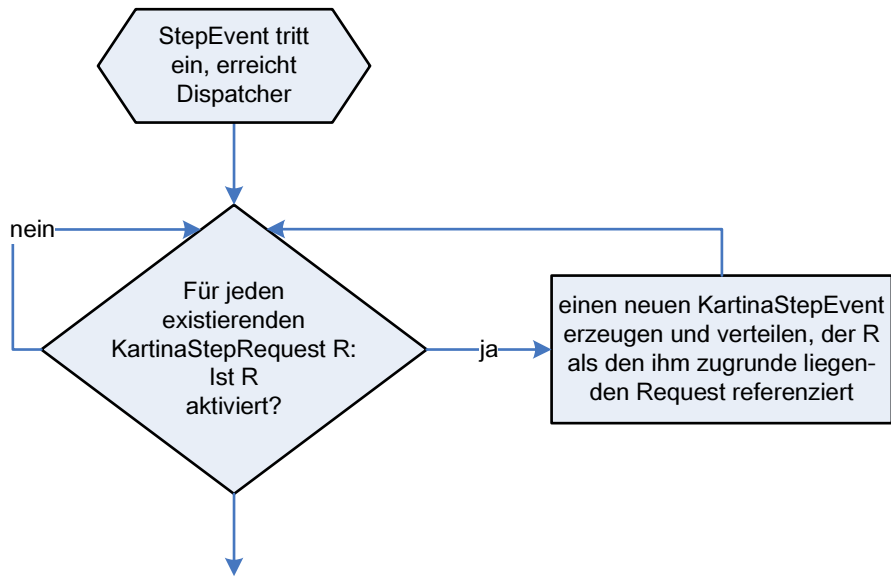 StepEvent tritt
ein, erreicht
Dispatcher
nein
Für jeden
existierenden
KartinaStepRequest R:
Ist R
aktiviert?
ja
einen neuen KartinaStepEvent
erzeugen und verteilen, der R
als den ihm zugrunde liegen-
den Request referenziert